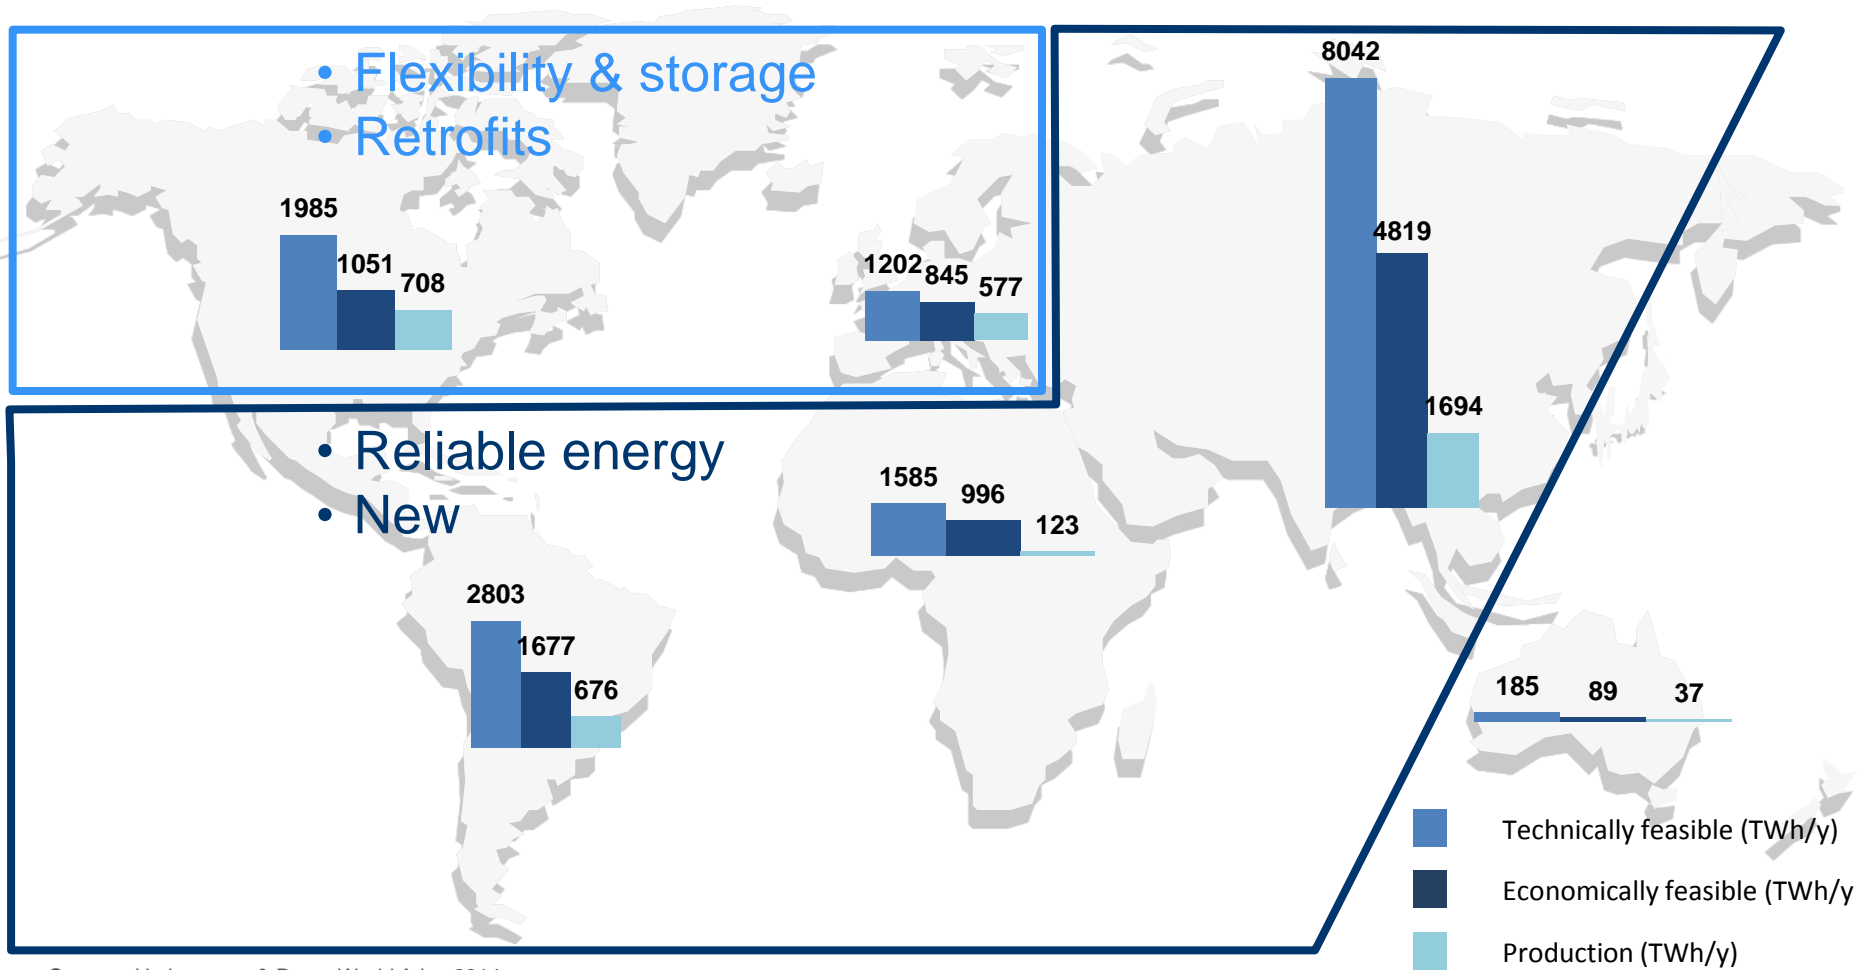 • Flexibility & storage
• Retrofits
8042
4819
1694
1985
1051
708
1202
845
577
• Reliable energy
• New
1585
996
123
2803
1677
676
185
89
37
Technically feasible (TWh/y)
Economically feasible (TWh/y
Production (TWh/y)